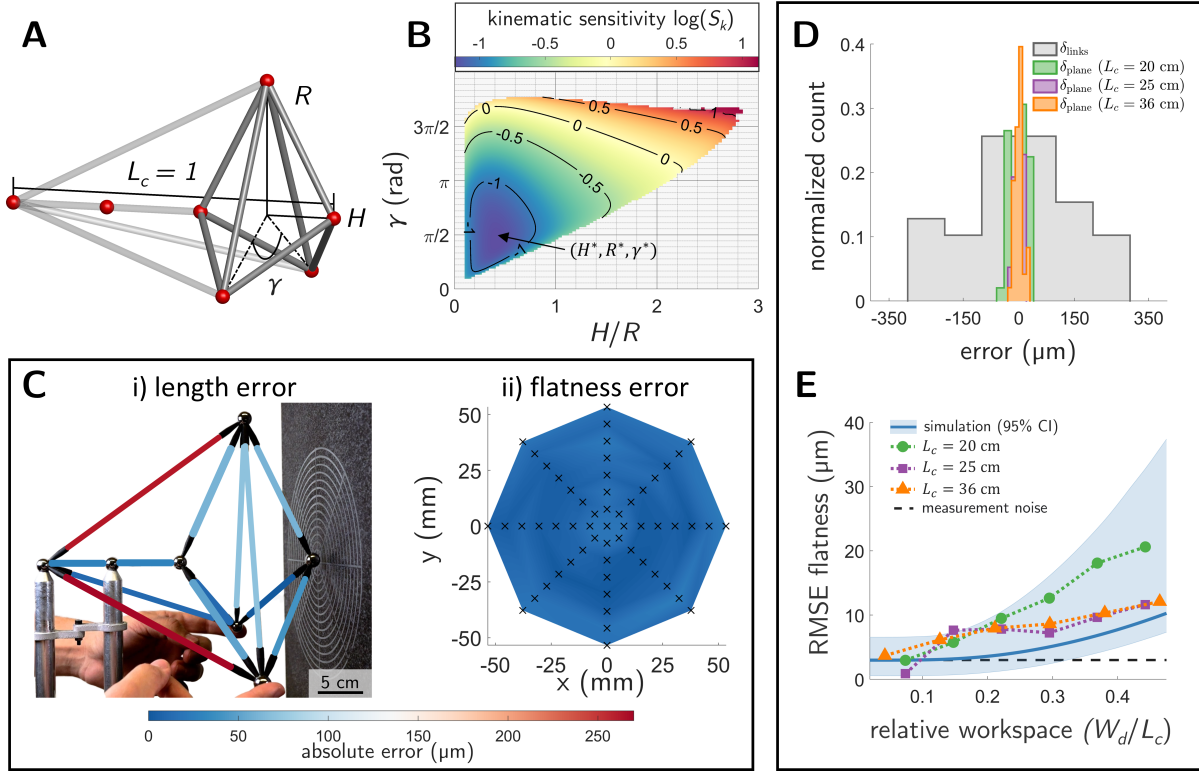 A
R
L_c = 1
H
γ
B
kinematic sensitivity log(S_k)
-1 -0.5 0 0.5 1
3π/2
π
π/2
0
γ (rad)
0 0.5 0 0.5 1
-0.5 0
-1 -0.5
-1 -1
(H*, R*, γ*)
0 1 2 3
H/R
C
i) length error
5 cm
ii) flatness error
50
25
0
-25
-50
y (mm)
-50 -25 0 25 50
x (mm)
0 50 100 150 200 250
absolute error (μm)
D
δ_links
δ_plane (L_c = 20 cm)
δ_plane (L_c = 25 cm)
δ_plane (L_c = 36 cm)
0.4
0.3
0.2
0.1
0
normalized count
-350 -150 0 150 350
error (μm)
E
simulation (95% CI)
L_c = 20 cm
L_c = 25 cm
L_c = 36 cm
measurement noise
40
30
20
10
0
RMSE flatness (μm)
0.1 0.2 0.3 0.4
relative workspace (W_d/L_c)